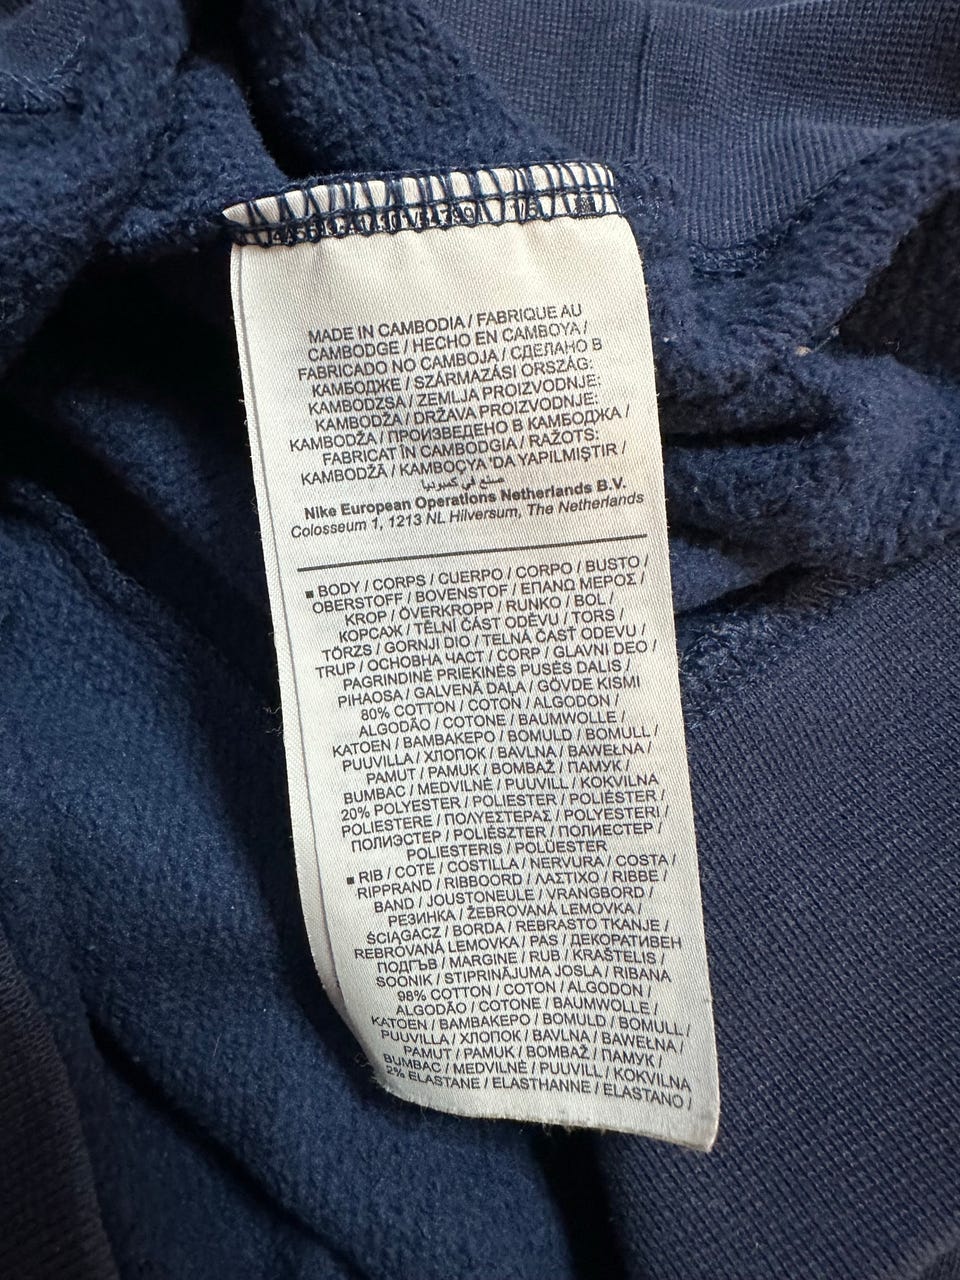 MADE IN CAMBODIA / FABRIQUE AU
CAMBODGE / HECHO EN CAMBOYA /
FABRICADO NO CAMBOJA / СДЕЛАНО В
КАМБОДЖЕ / SZÁRMAZÁSI ORSZÁG:
KAMBODZSA / ZEMLJA PROIZVODNJE:
KAMBODŽA / DRŽAVA PROIZVODNJE:
KAMBODŽA / ПРОИЗВЕДЕНО В КАМБОДЖА /
FABRICAT ÎN CAMBODGIA / RAŽOTS:
KAMBODŽĀ / KAMBOÇYA 'DA YAPILMIŞTIR /
صنع في كمبوديا
Nike European Operations Netherlands B.V.
Colosseum 1, 1213 NL Hilversum, The Netherlands
▪ BODY / CORPS / CUERPO / CORPO / BUSTO /
OBERSTOFF / BOVENSTOF / ΕΠΑΝΩ ΜΕΡΟΣ /
KROP / ÖVERKROPP / RUNKO / BOL /
КОРСАЖ / TĚLNÍ ČÁST ODĚVU / TORS /
TÖRZS / GORNJI DIO / TELNÁ ČASŤ ODEVU /
TRUP / ОСНОВНА ЧАСТ / CORP / GLAVNI DEO /
PAGRINDINĖ PRIEKINĖS PUSĖS DALIS /
PIHAOSA / GALVENĀ DAĻA / GÖVDE KISMI
80% COTTON / COTON / ALGODON /
ALGODÃO / COTONE / BAUMWOLLE /
KATOEN / ΒΑΜΒΑΚΕΡΟ / BOMULD / BOMULL /
PUUVILLA / ХЛОПОК / BAVLNA / BAWEŁNA /
PAMUT / PAMUK / BOMBAŽ / ПАМУК /
BUMBAC / MEDVILNĖ / PUUVILL / KOKVILNA
20% POLYESTER / POLIESTER / POLIÉSTER /
POLIESTERE / ΠΟΛΥΕΣΤΕΡΑΣ / POLYESTERI /
ПОЛИЭСТЕР / POLIÉSZTER / ПОЛИЕСТЕР /
POLIESTERIS / POLÜESTER
▪ RIB / COTE / COSTILLA / NERVURA / COSTA /
RIPPRAND / RIBBOORD / ΛΑΣΤΙΧΟ / RIBBE /
BAND / JOUSTONEULE / VRANGBORD /
РЕЗИНКА / ŽEBROVANÁ LEMOVKA /
ŚCIĄGACZ / BORDA / REBRASTO TKANJE /
REBROVANÁ LEMOVKA / PAS / ДЕКОРАТИВЕН
ПОДГЪВ / MARGINE / RUB / KRAŠTELIS /
SOONIK / STIPRINĀJUMA JOSLA / RIBANA
98% COTTON / COTON / ALGODON /
ALGODÃO / COTONE / BAUMWOLLE /
KATOEN / ΒΑΜΒΑΚΕΡΟ / BOMULD / BOMULL /
PUUVILLA / ХЛОПОК / BAVLNA / BAWEŁNA /
PAMUT / PAMUK / BOMBAŽ / ПАМУК /
BUMBAC / MEDVILNĖ / PUUVILL / KOKVILNA
2% ELASTANE / ELASTHANNE / ELASTANO /